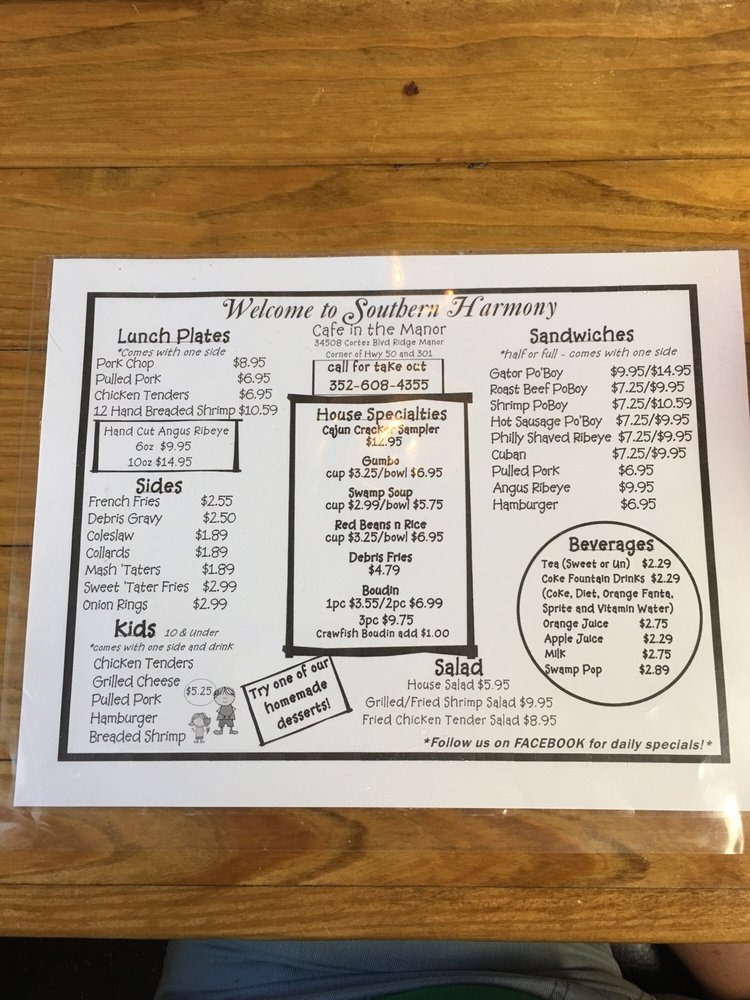 Welcome to Southern Harmony
Cafe in the Manor
34508 Cortez Blvd Ridge Manor
Corner of Hwy 50 and 301
call for take out
352-608-4355
Lunch Plates
*Comes with one side
Pork Chop $8.95
Pulled Pork $6.95
Chicken Tenders $6.95
12 Hand Breaded Shrimp $10.59
Hand Cut Angus Ribeye
6oz $9.95
10oz $14.95
Sides
French Fries $2.55
Debris Gravy $2.50
Coleslaw $1.89
Collards $1.89
Mash 'Taters $1.89
Sweet 'Tater Fries $2.99
Onion Rings $2.99
Kids 10 & Under
*comes with one side and drink
Chicken Tenders
Grilled Cheese
Pulled Pork
Hamburger
Breaded Shrimp
$5.25
Try one of our
homemade
desserts!
House Specialties
Cajun Cracker Sampler
$12.95
Gumbo
cup $3.25/bowl $6.95
Swamp Soup
cup $2.99/bowl $5.75
Red Beans n Rice
cup $3.25/bowl $6.95
Debris Fries
$4.79
Boudin
1pc $3.55/2pc $6.99
3pc $9.75
Crawfish Boudin add $1.00
Salad
House Salad $5.95
Grilled/Fried Shrimp Salad $9.95
Fried Chicken Tender Salad $8.95
Sandwiches
*half or full - comes with one side
Gator Po'Boy $9.95/$14.95
Roast Beef PoBoy $7.25/$9.95
Shrimp PoBoy $7.25/$10.59
Hot Sausage Po'Boy $7.25/$9.95
Philly Shaved Ribeye $7.25/$9.95
Cuban $7.25/$9.95
Pulled Pork $6.95
Angus Ribeye $9.95
Hamburger $6.95
Beverages
Tea (Sweet or Un) $2.29
Coke Fountain Drinks $2.29
(Coke, Diet, Orange Fanta,
Sprite and Vitamin Water)
Orange Juice $2.75
Apple Juice $2.29
Milk $2.75
Swamp Pop $2.89
*Follow us on FACEBOOK for daily specials!*